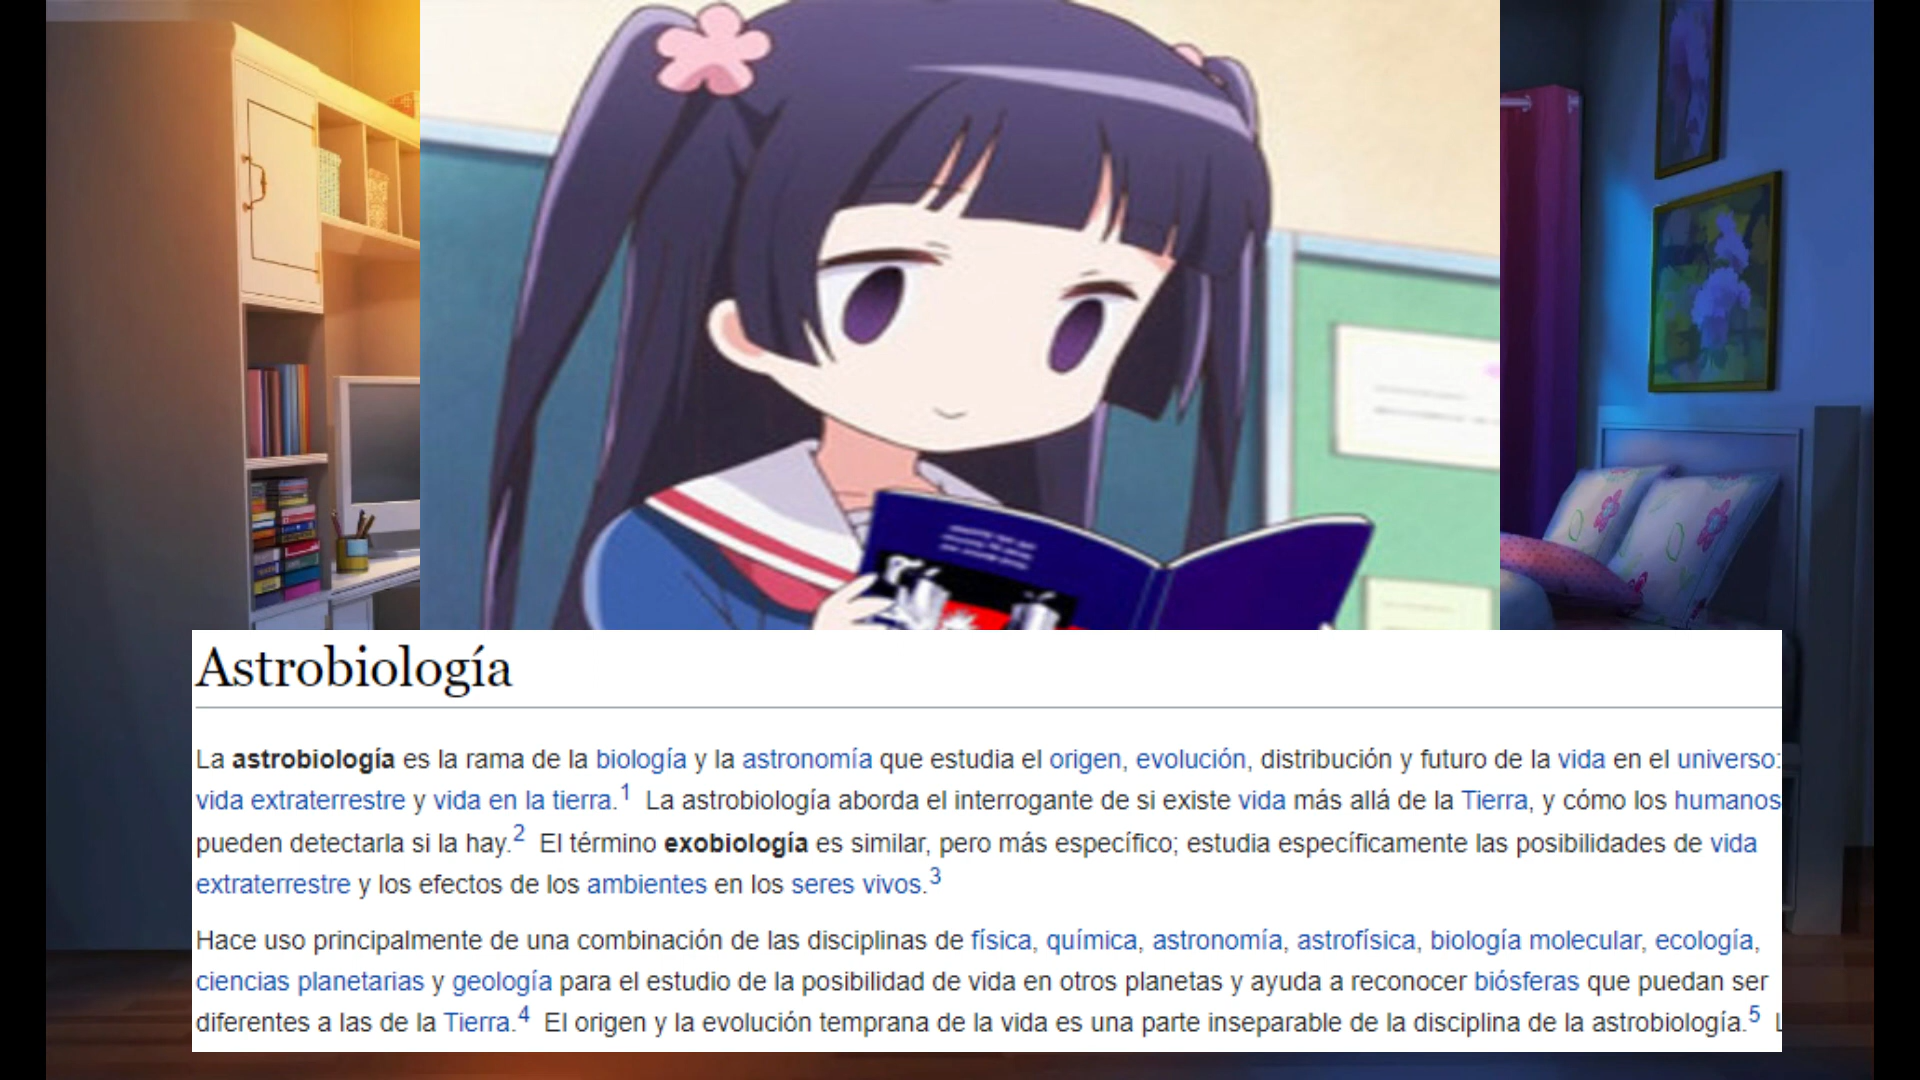 Astrobiología
La astrobiología es la rama de la biología y la astronomía que estudia el origen, evolución, distribución y futuro de la vida en el universo:
vida extraterrestre y vida en la tierra.1 La astrobiología aborda el interrogante de si existe vida más allá de la Tierra, y cómo los humanos
pueden detectarla si la hay.2 El término exobiología es similar, pero más específico; estudia específicamente las posibilidades de vida
extraterrestre y los efectos de los ambientes en los seres vivos.3
Hace uso principalmente de una combinación de las disciplinas de física, química, astronomía, astrofísica, biología molecular, ecología,
ciencias planetarias y geología para el estudio de la posibilidad de vida en otros planetas y ayuda a reconocer biósferas que puedan ser
diferentes a las de la Tierra.4 El origen y la evolución temprana de la vida es una parte inseparable de la disciplina de la astrobiología.5